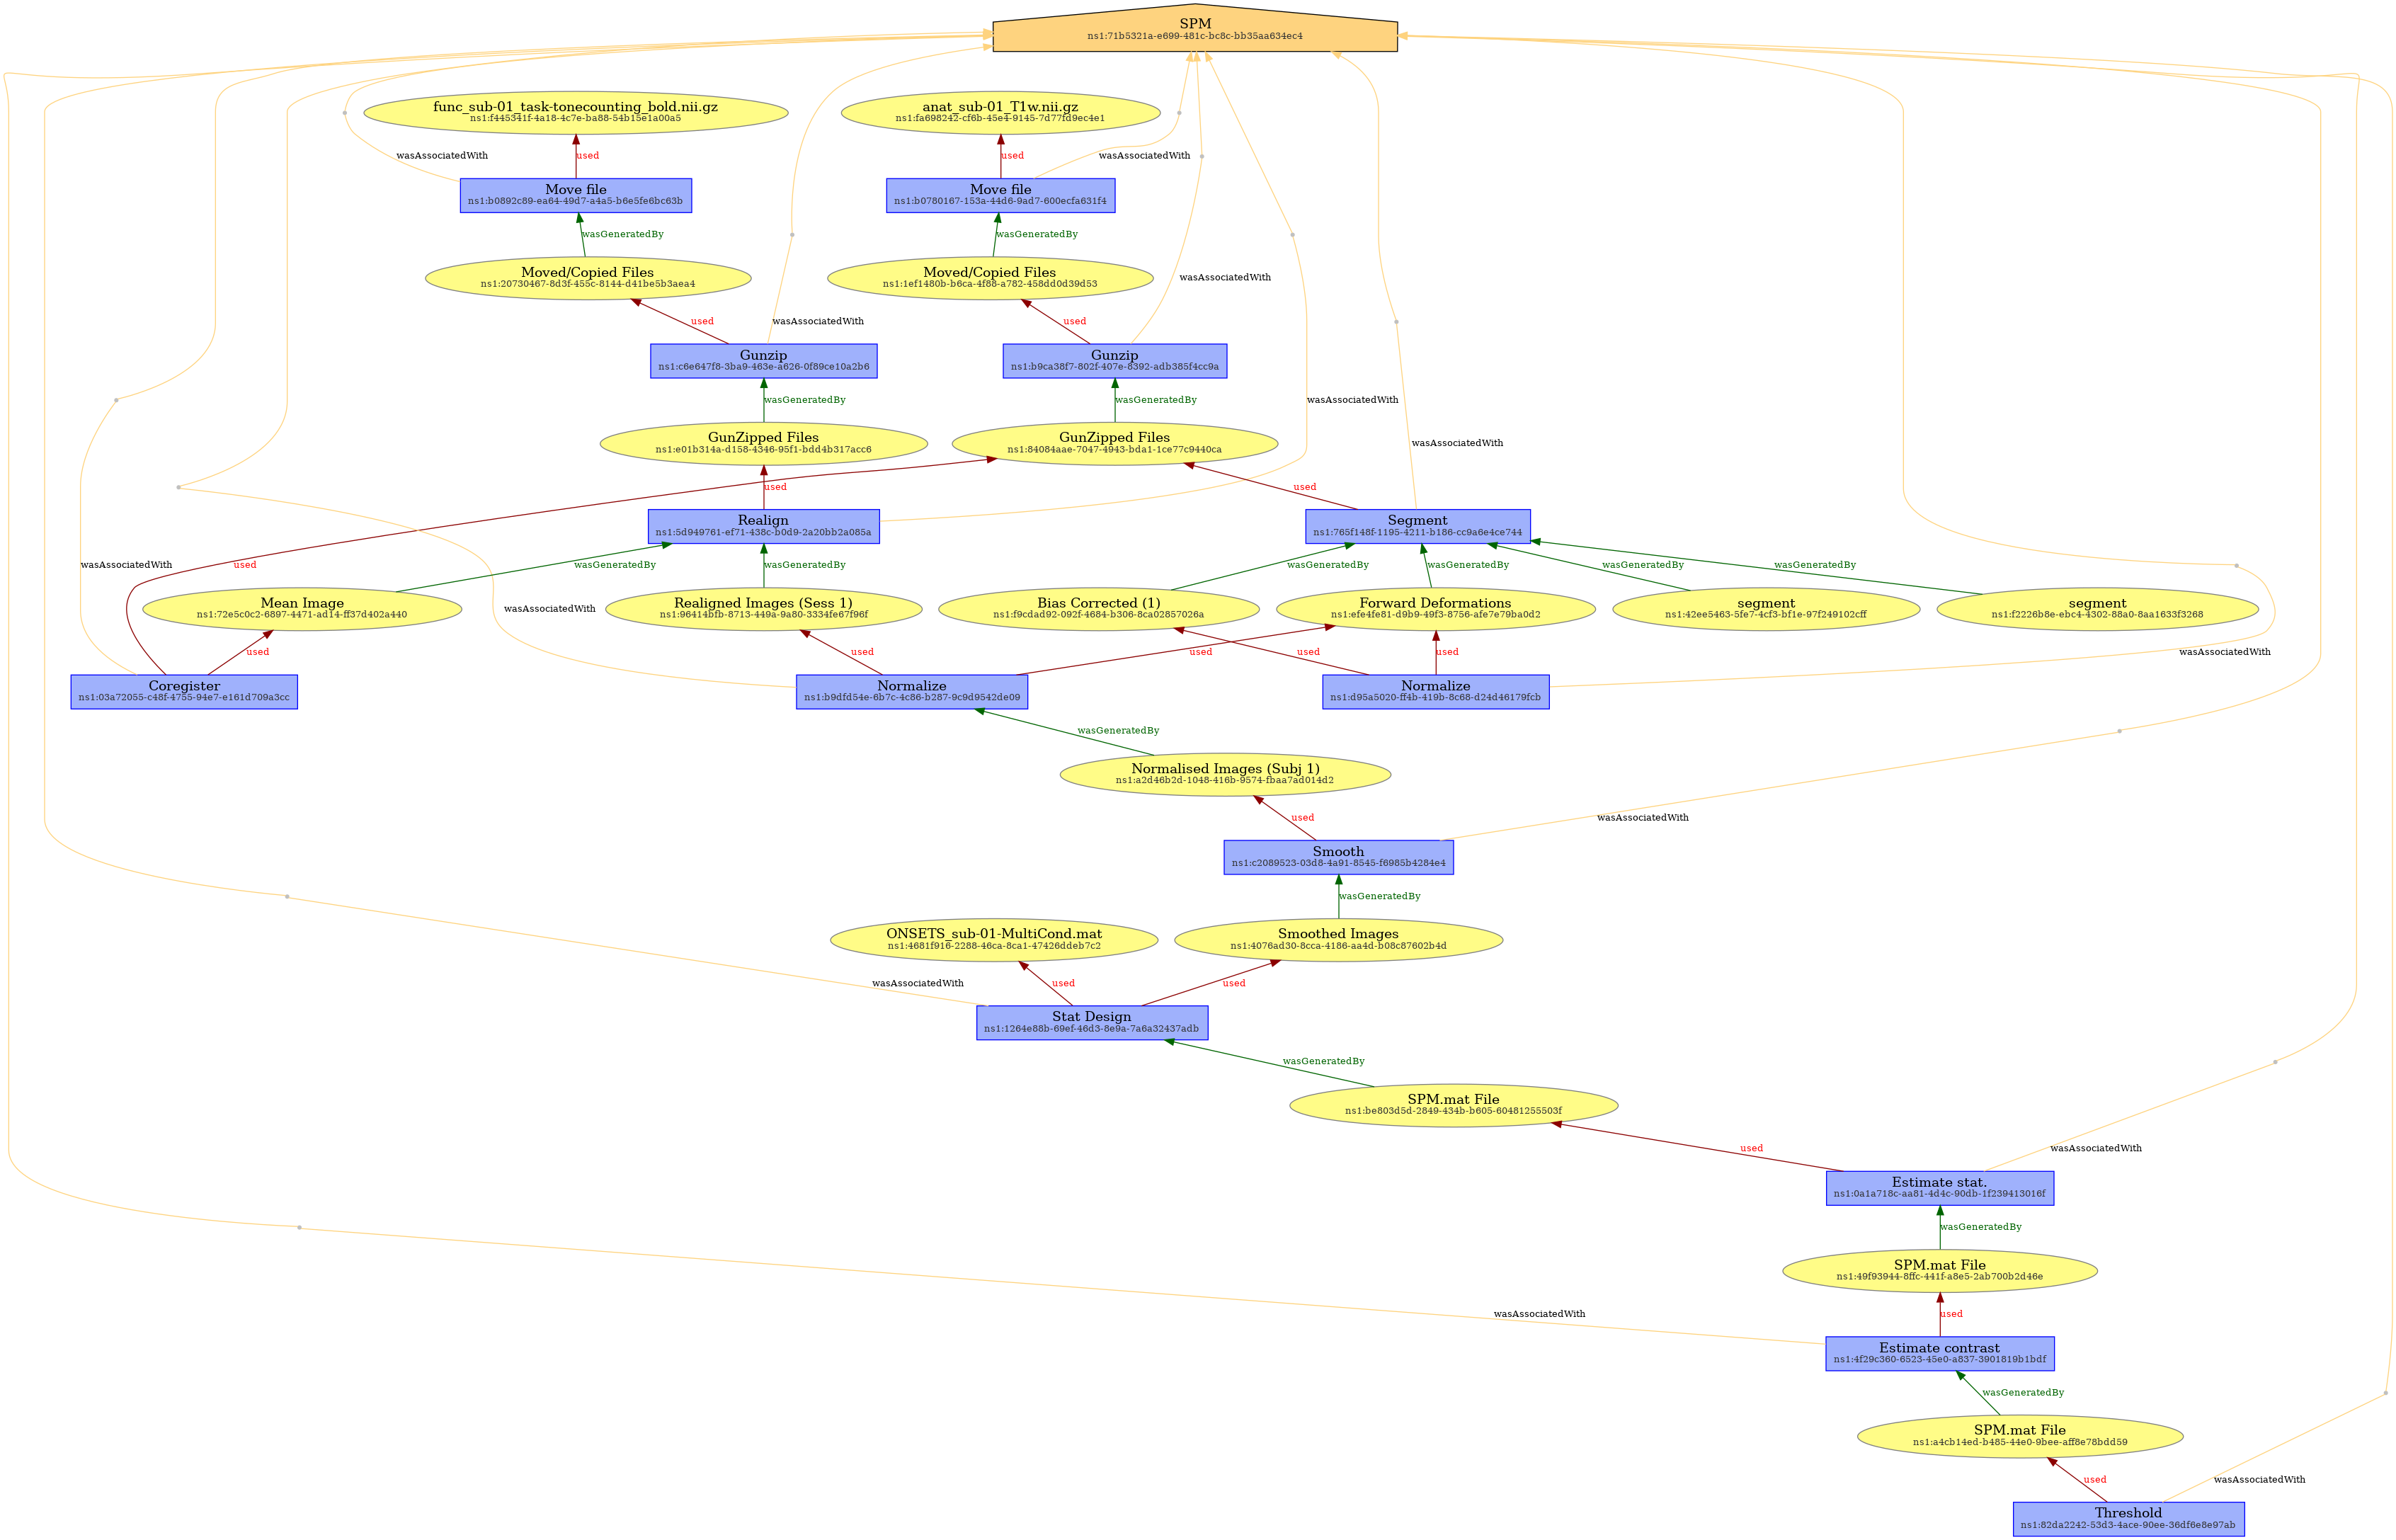 SPM
ns1:71b5321a-e699-481c-bc8c-bb35aa634ec4
func_sub-01_task-tonecounting_bold.nii.gz
ns1:f445341f-4a18-4c7e-ba88-54b15e1a00a5
anat_sub-01_T1w.nii.gz
ns1:fa698242-cf6b-45e4-9145-7d77fd9ec4e1
wasAssociatedWith
used
wasAssociatedWith
used
Move file
ns1:b0892c89-ea64-49d7-a4a5-b6e5fe6bc63b
Move file
ns1:b0780167-153a-44d6-9ad7-600ecfa631f4
wasGeneratedBy
wasGeneratedBy
Moved/Copied Files
ns1:20730467-8d3f-455c-8144-d41be5b3aea4
Moved/Copied Files
ns1:1ef1480b-b6ca-4f88-a782-458dd0d39d53
wasAssociatedWith
used
wasAssociatedWith
used
Gunzip
ns1:c6e647f8-3ba9-463e-a626-0f89ce10a2b6
Gunzip
ns1:b9ca38f7-802f-407e-8392-adb385f4cc9a
wasGeneratedBy
wasGeneratedBy
wasAssociatedWith
GunZipped Files
ns1:e01b314a-d158-4346-95f1-bdd4b317acc6
GunZipped Files
ns1:84084aae-7047-4943-bda1-1ce77c9440ca
wasAssociatedWith
used
used
Realign
ns1:5d949761-ef71-438c-b0d9-2a20bb2a085a
Segment
ns1:765f148f-1195-4211-b186-cc9a6e4ce744
wasAssociatedWith
used
wasGeneratedBy
wasGeneratedBy
wasGeneratedBy
wasGeneratedBy
wasGeneratedBy
wasGeneratedBy
Mean Image
ns1:72e5c0c2-6897-4471-ad14-ff37d402a440
wasAssociatedWith
Realigned Images (Sess 1)
ns1:96414bfb-8713-449a-9a80-3334fe67f96f
Bias Corrected (1)
ns1:f9cdad92-092f-4684-b306-8ca02857026a
Forward Deformations
ns1:efe4fe81-d9b9-49f3-8756-afe7e79ba0d2
segment
ns1:42ee5463-5fe7-4cf3-bf1e-97f249102cff
segment
ns1:f2226b8e-ebc4-4302-88a0-8aa1633f3268
used
used
used
used
used
wasAssociatedWith
Coregister
ns1:03a72055-c48f-4755-94e7-e161d709a3cc
Normalize
ns1:b9dfd54e-6b7c-4c86-b287-9c9d9542de09
Normalize
ns1:d95a5020-ff4b-419b-8c68-d24d46179fcb
wasGeneratedBy
Normalised Images (Subj 1)
ns1:a2d46b2d-1048-416b-9574-fbaa7ad014d2
used
wasAssociatedWith
Smooth
ns1:c2089523-03d8-4a91-8545-f6985b4284e4
wasGeneratedBy
ONSETS_sub-01-MultiCond.mat
ns1:4681f916-2288-46ca-8ca1-47426ddeb7c2
Smoothed Images
ns1:4076ad30-8cca-4186-aa4d-b08c87602b4d
wasAssociatedWith
used
used
Stat Design
ns1:1264e88b-69ef-46d3-8e9a-7a6a32437adb
wasGeneratedBy
SPM.mat File
ns1:be803d5d-2849-434b-b605-60481255503f
used
wasAssociatedWith
Estimate stat.
ns1:0a1a718c-aa81-4d4c-90db-1f239413016f
wasGeneratedBy
SPM.mat File
ns1:49f93944-8ffc-441f-a8e5-2ab700b2d46e
wasAssociatedWith
used
Estimate contrast
ns1:4f29c360-6523-45e0-a837-3901819b1bdf
wasGeneratedBy
SPM.mat File
ns1:a4cb14ed-b485-44e0-9bee-aff8e78bdd59
used
wasAssociatedWith
Threshold
ns1:82da2242-53d3-4ace-90ee-36df6e8e97ab